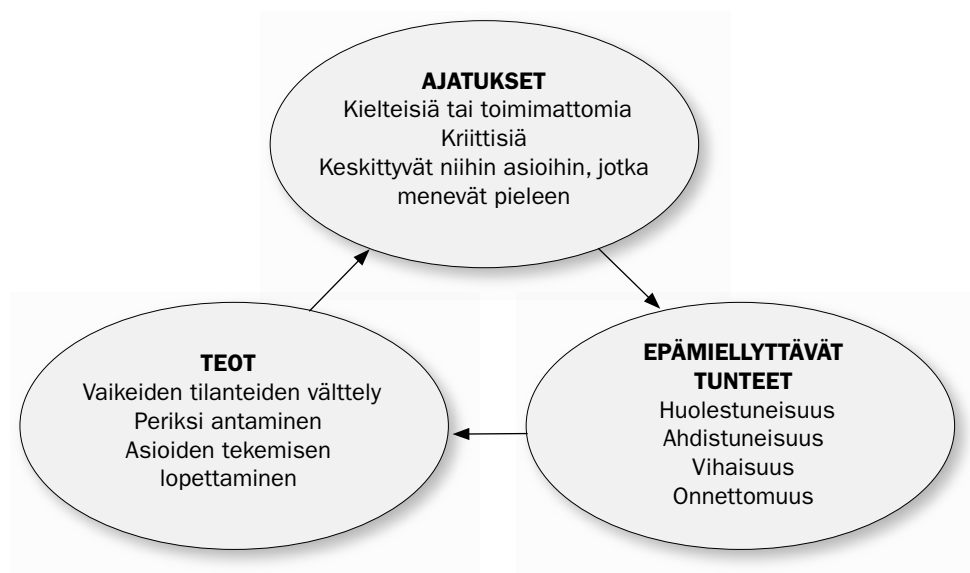 AJATUKSET
Kielteisiä tai toimimattomia
Kriittisiä
Keskittyvät niihin asioihin, jotka
menevät pieleen
TEOT
Vaikeiden tilanteiden välttely
Periksi antaminen
Asioiden tekemisen
lopettaminen
EPÄMIELLYTTÄVÄT
TUNTEET
Huolestuneisuus
Ahdistuneisuus
Vihaisuus
Onnettomuus